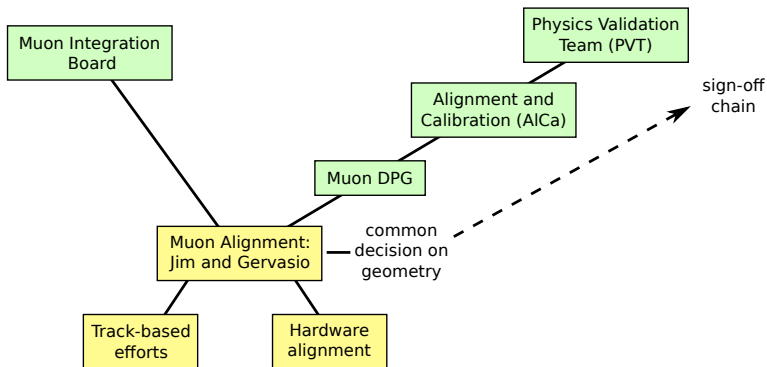 Physics Validation
Team (PVT)
Muon Integration
Board
sign-off
chain
Alignment and
Calibration (AlCa)
Muon DPG
Muon Alignment:
Jim and Gervasio
common
decision on
geometry
Track-based
efforts
Hardware
alignment